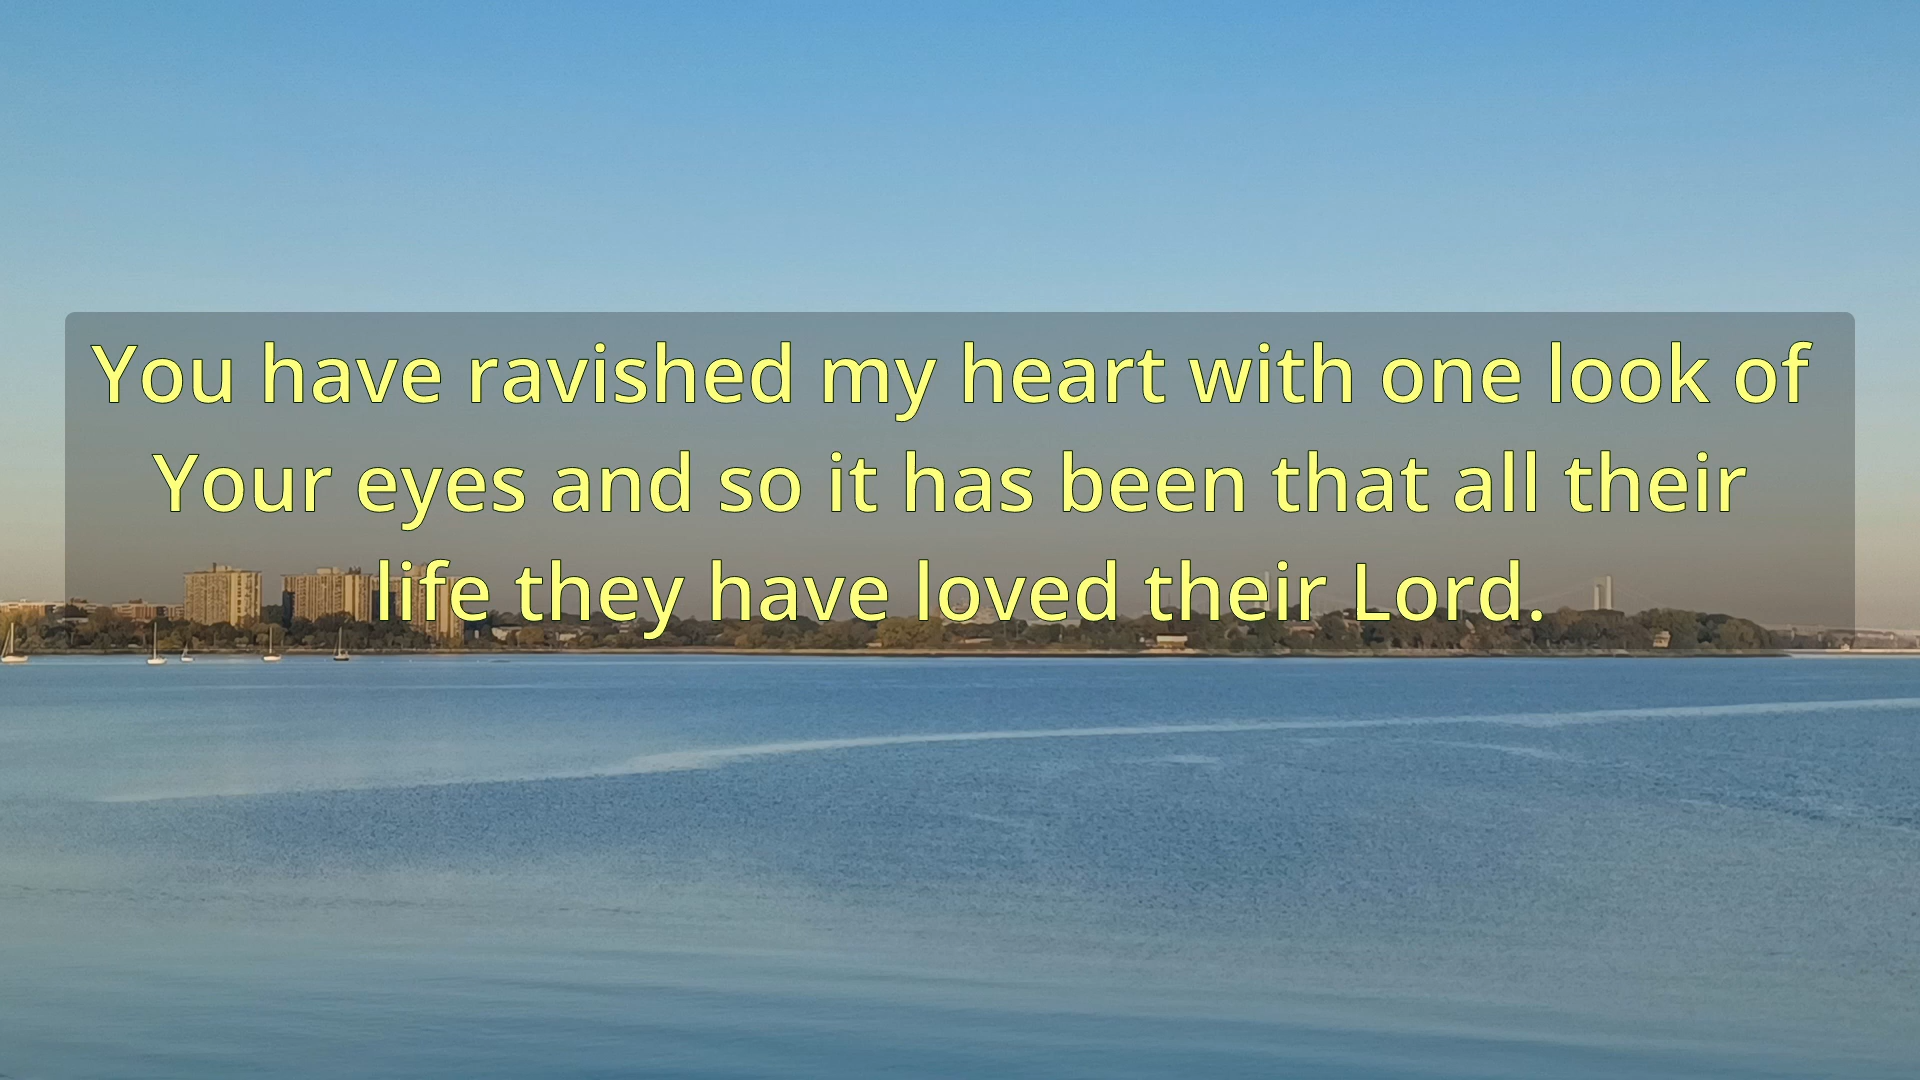 You have ravished my heart with one look of
Your eyes and so it has been that all their
life they have loved their Lord.